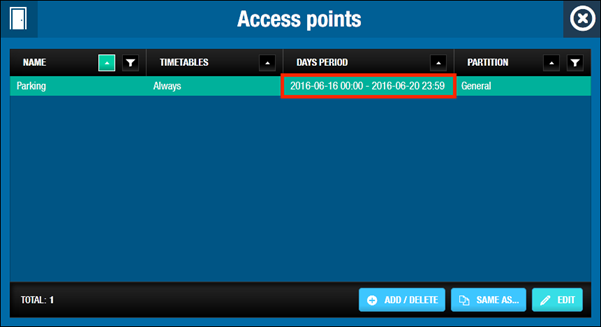 Access points
NAME TIMETABLES DAYS PERIOD PARTITION
Parking Always 2016-06-16 00:00 - 2016-06-20 23:59 General
TOTAL: 1 ADD / DELETE SAME AS... EDIT